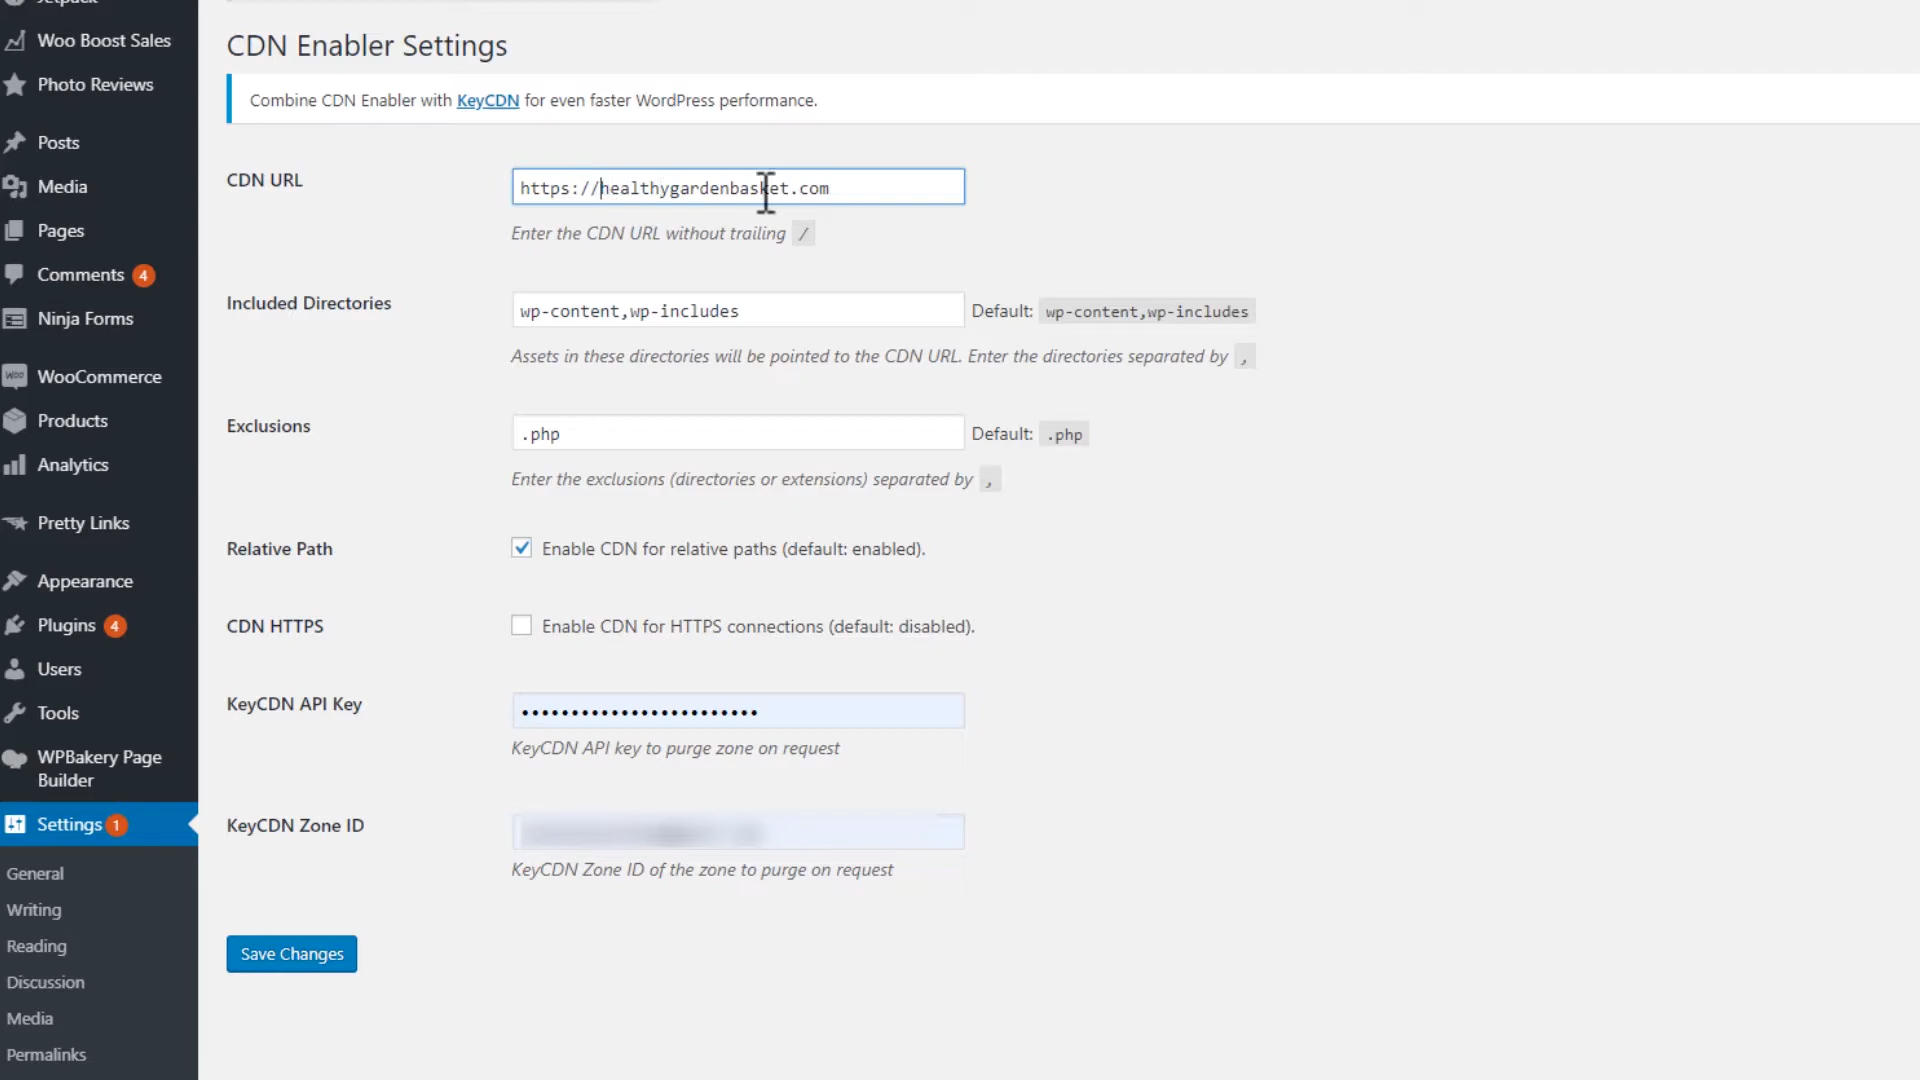 Woo Boost Sales
Photo Reviews
Posts
Media
Pages
Comments 4
Ninja Forms
WooCommerce
Products
Analytics
Pretty Links
Appearance
Plugins 4
Users
Tools
WPBakery Page
Builder
Settings 1
General
Writing
Reading
Discussion
Media
Permalinks
CDN Enabler Settings
Combine CDN Enabler with KeyCDN for even faster WordPress performance.
CDN URL
https://healthygardenbasket.com
Enter the CDN URL without trailing /
Included Directories
wp-content,wp-includes Default: wp-content,wp-includes
Assets in these directories will be pointed to the CDN URL. Enter the directories separated by ,
Exclusions
.php Default: .php
Enter the exclusions (directories or extensions) separated by ,
Relative Path
Enable CDN for relative paths (default: enabled).
CDN HTTPS
Enable CDN for HTTPS connections (default: disabled).
KeyCDN API Key
••••••••••••••••••••••••
KeyCDN API key to purge zone on request
KeyCDN Zone ID
KeyCDN Zone ID of the zone to purge on request
Save Changes